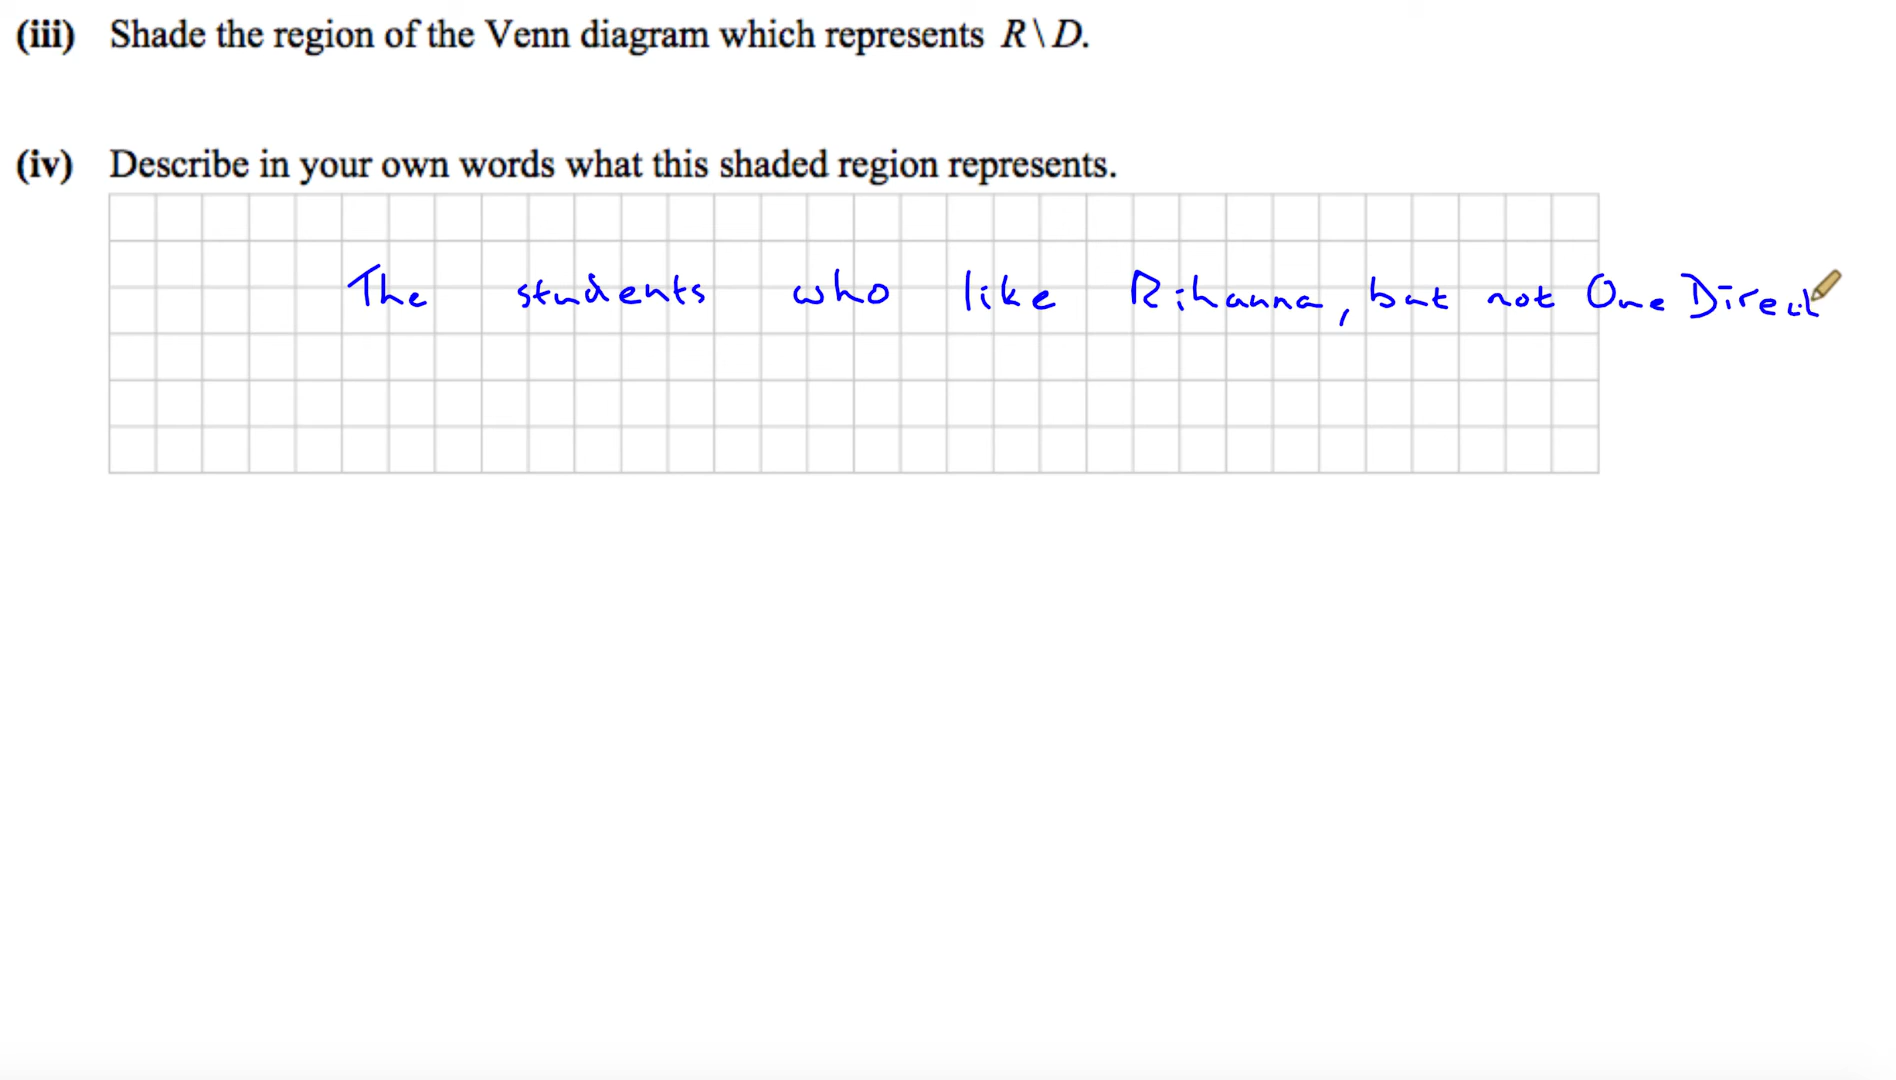 (iii) Shade the region of the Venn diagram which represents R\D.
(iv) Describe in your own words what this shaded region represents.
The students who like Rihanna, but not One Direct